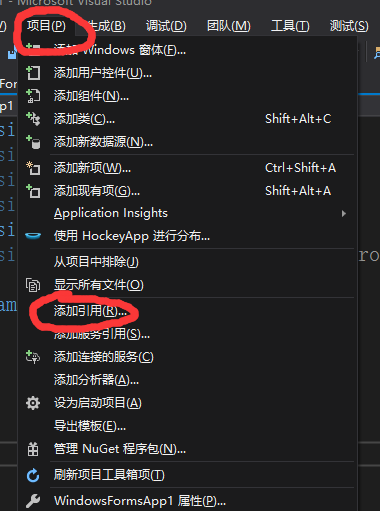 - Microsoft Visual Studio
项目(P) 生成(B) 调试(D) 团队(M) 工具(T) 测试(S)
添加 Windows 窗体(F)...
添加用户控件(U)...
添加组件(N)...
添加类(C)... Shift+Alt+C
添加新数据源(N)...
添加新项(W)... Ctrl+Shift+A
添加现有项(G)... Shift+Alt+A
Application Insights
使用 HockeyApp 进行分布...
从项目中排除(J)
显示所有文件(O)
添加引用(R)...
添加服务引用(S)...
添加连接的服务(C)
添加分析器(A)...
设为启动项目(A)
导出模板(E)...
管理 NuGet 程序包(N)...
刷新项目工具箱项(T)
WindowsFormsApp1 属性(P)...